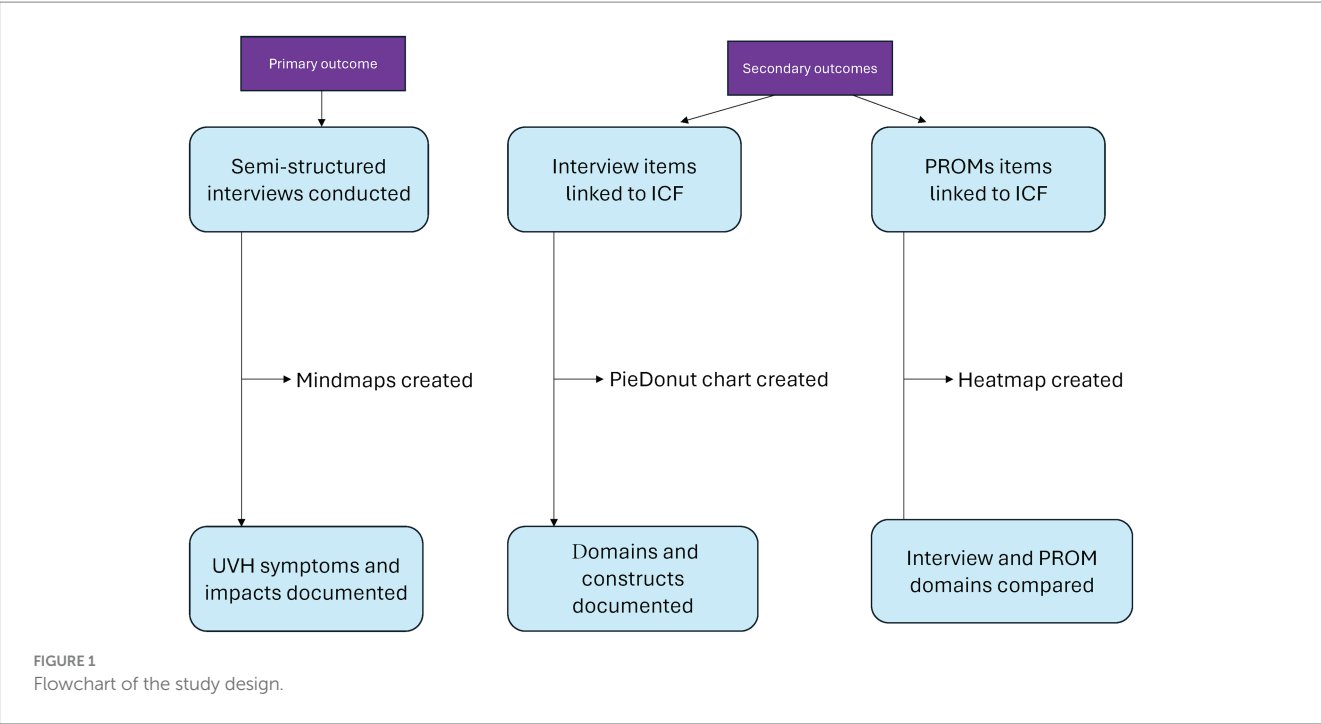 Primary outcome
Secondary outcomes
Semi-structured
interviews conducted
Interview items
linked to ICF
PROMs items
linked to ICF
Mindmaps created
PieDonut chart created
Heatmap created
UVH symptoms and
impacts documented
Domains and
constructs
documented
Interview and PROM
domains compared
FIGURE 1
Flowchart of the study design.